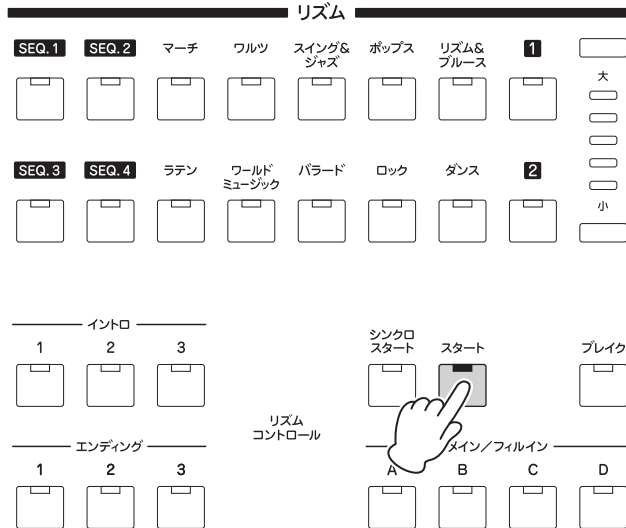 リズム
SEQ. 1 SEQ. 2 マーチ ワルツ スイング&
ジャズ ポップス リズム&
ブルース 1
大
SEQ. 3 SEQ. 4 ラテン ワールド
ミュージック バラード ロック ダンス 2
小
イントロ
1 2 3
シンクロ
スタート スタート ブレイク
リズム
コントロール
エンディング
1 2 3
メイン/フィルイン
A B C D